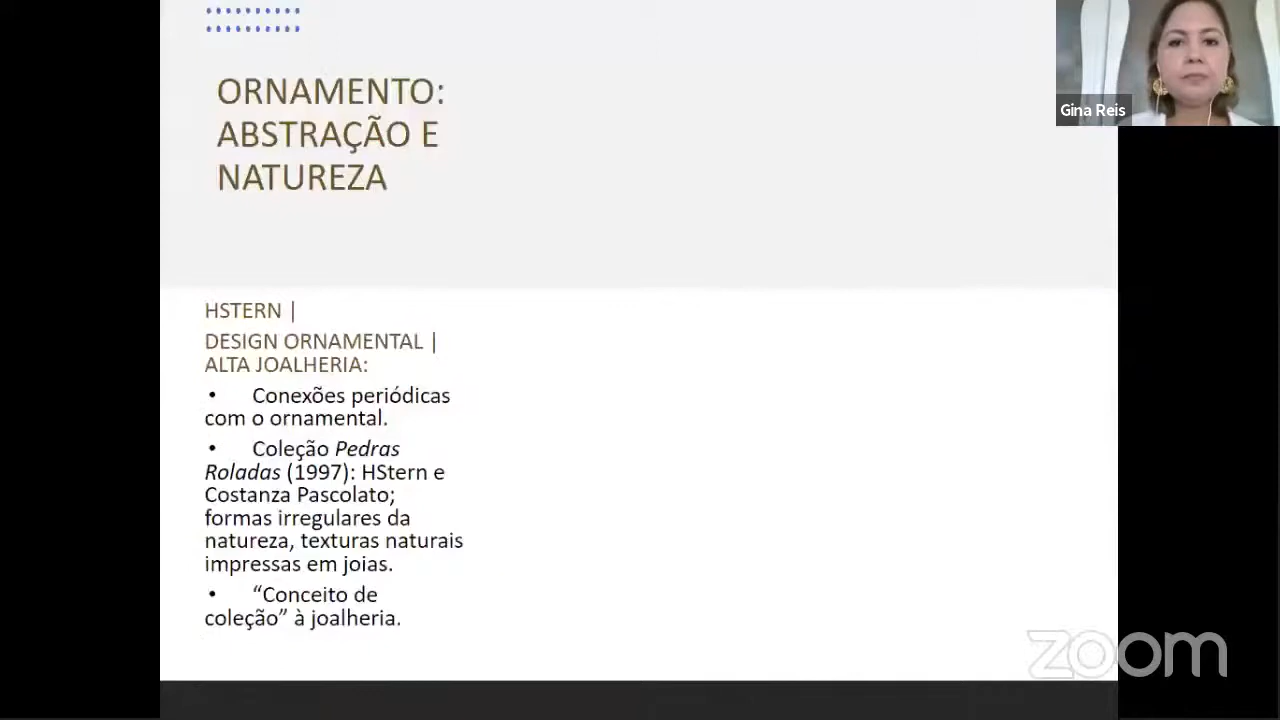 ORNAMENTO:
ABSTRAÇÃO E
NATUREZA
Gina Reis
HSTERN |
DESIGN ORNAMENTAL |
ALTA JOALHERIA:
• Conexões periódicas
com o ornamental.
• Coleção Pedras
Roladas (1997): HStern e
Costanza Pascolato;
formas irregulares da
natureza, texturas naturais
impressas em joias.
• “Conceito de
coleção” à joalheria.
zoom